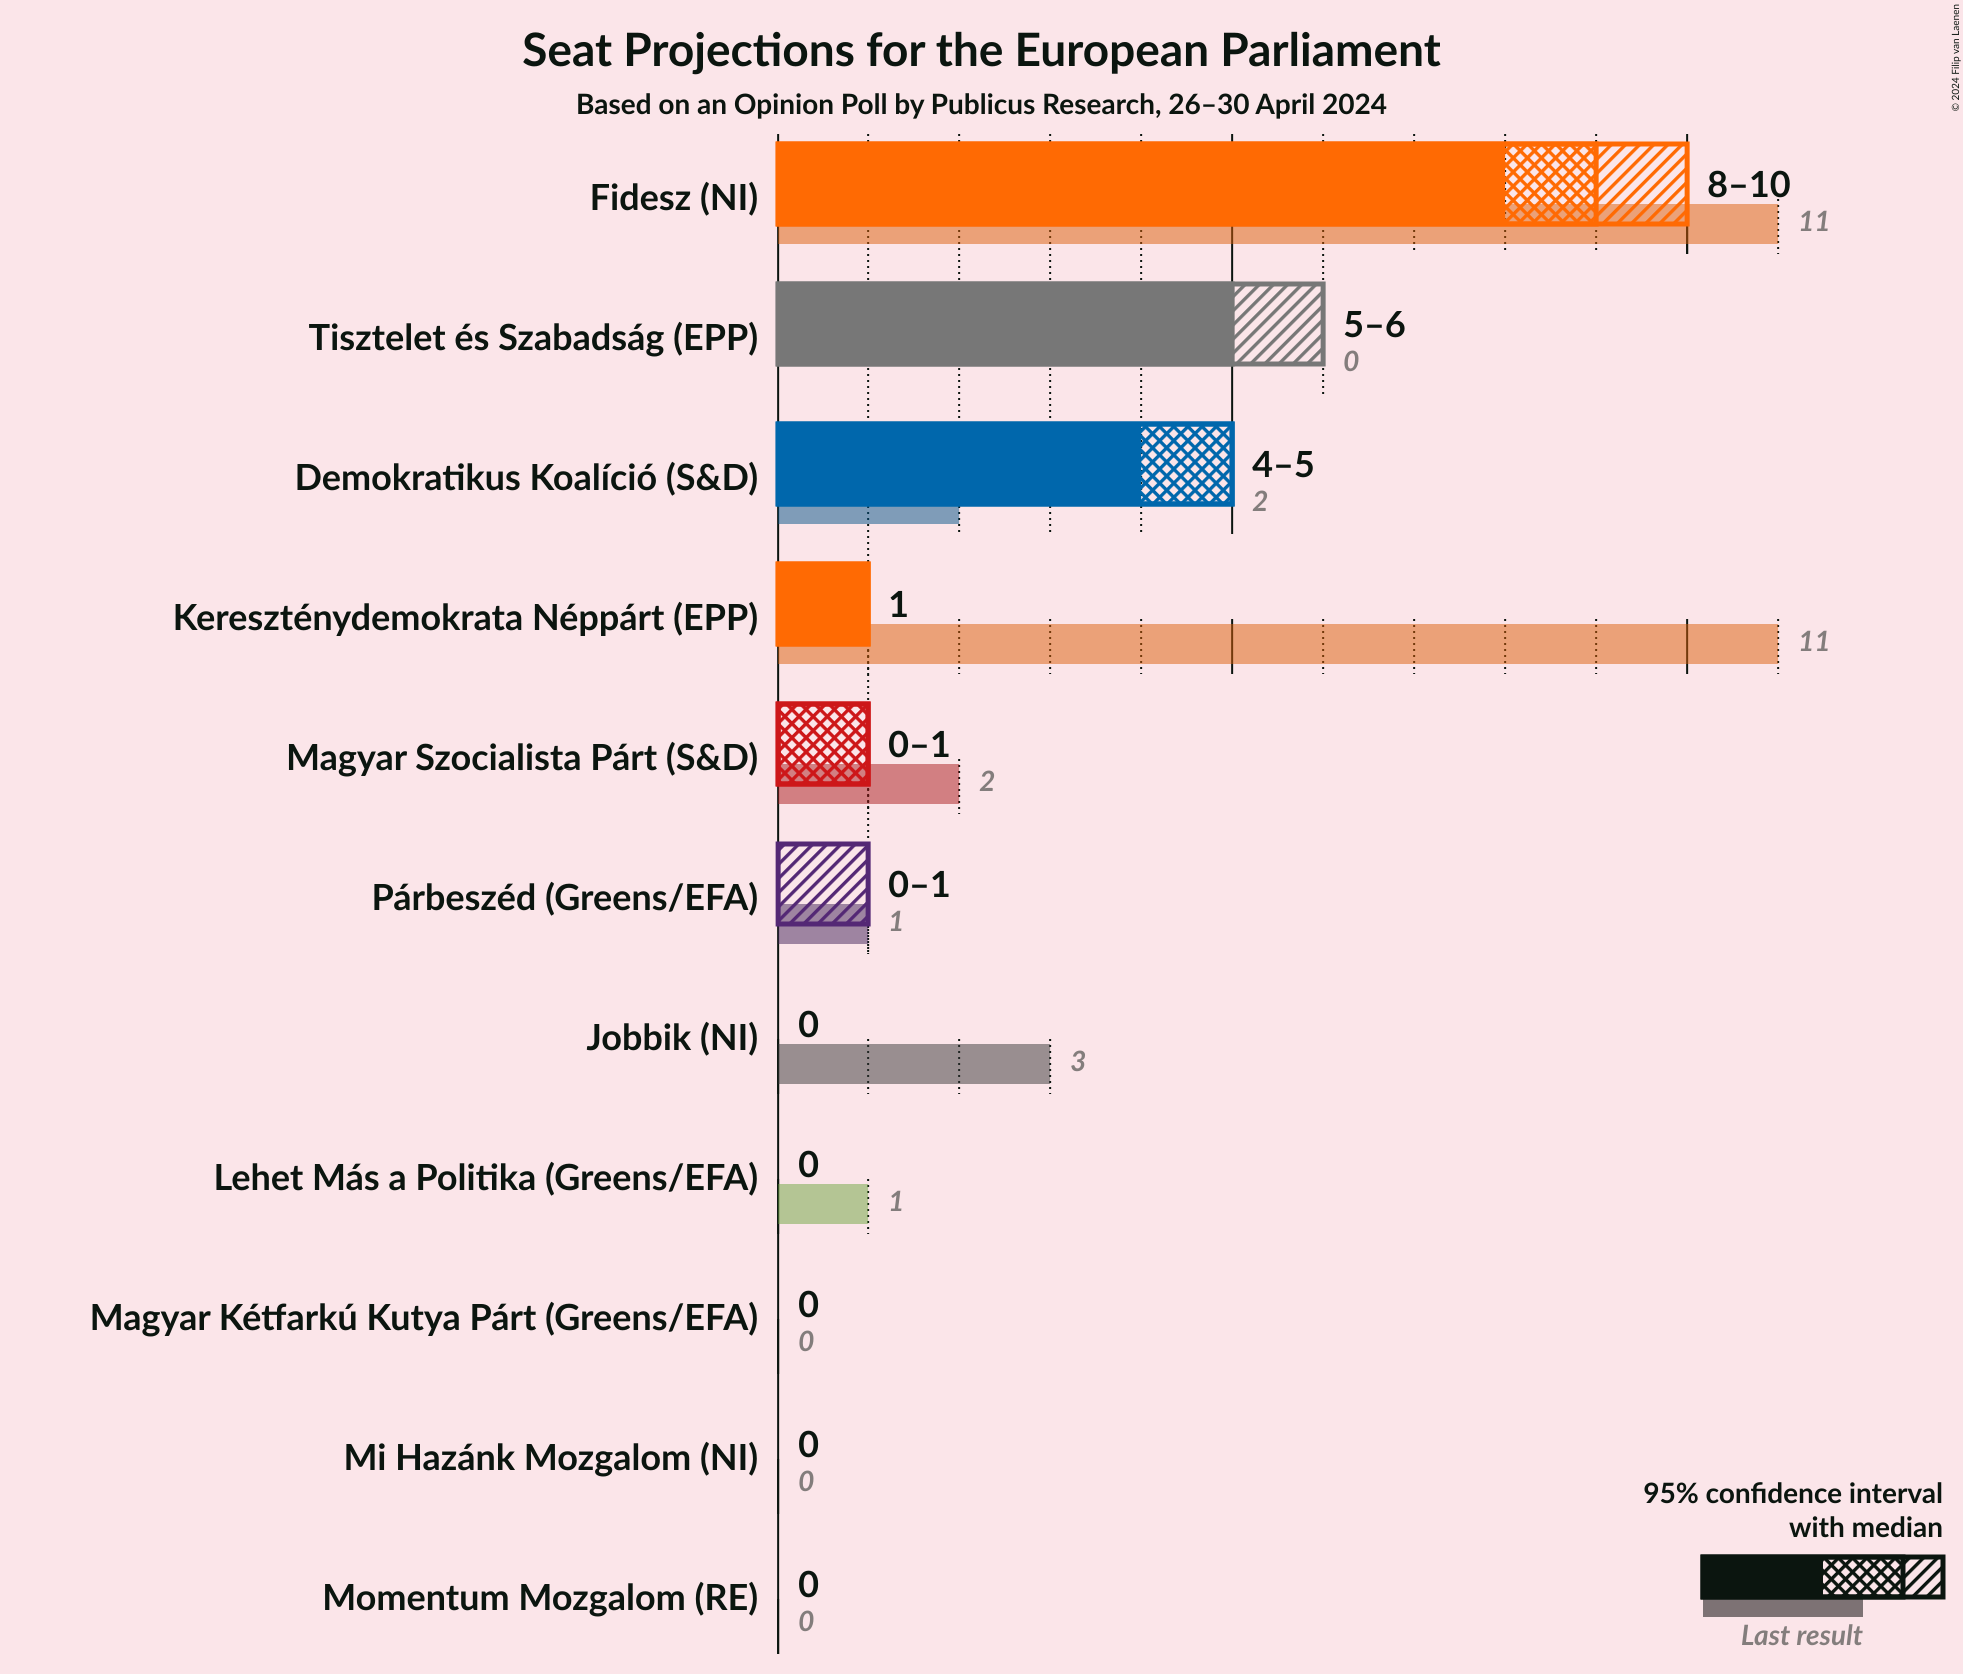 Seat Projections for the European Parliament
Based on an Opinion Poll by Publicus Research, 26–30 April 2024
© 2024 Filip van Laenen
Fidesz (NI)
8–10
11
Tisztelet és Szabadság (EPP)
5–6
0
Demokratikus Koalíció (S&D)
4–5
2
Kereszténydemokrata Néppárt (EPP)
1
11
Magyar Szocialista Párt (S&D)
0–1
2
Párbeszéd (Greens/EFA)
0–1
1
Jobbik (NI)
0
3
Lehet Más a Politika (Greens/EFA)
0
1
Magyar Kétfarkú Kutya Párt (Greens/EFA)
0
0
Mi Hazánk Mozgalom (NI)
0
0
Momentum Mozgalom (RE)
0
0
95% confidence interval
with median
Last result